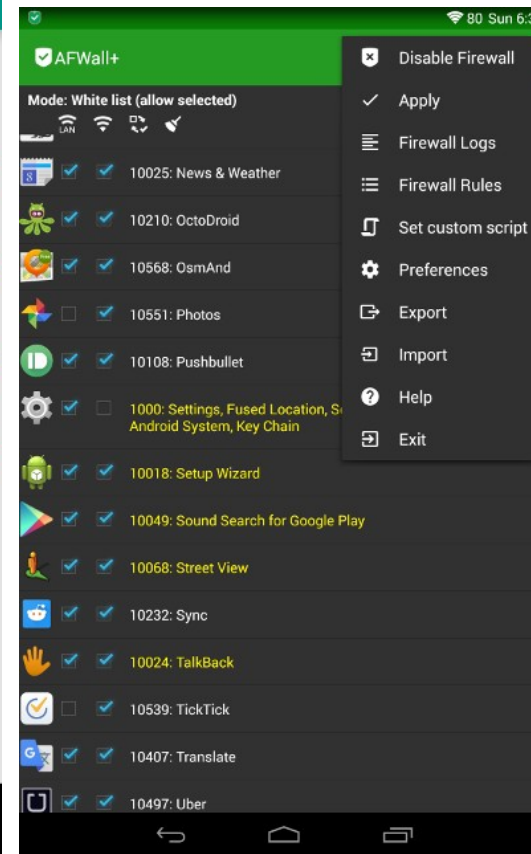 80 Sun 6:3
AFWall+
Mode: White list (allow selected)
LAN
10025: News & Weather
10210: OctoDroid
10568: OsmAnd
10551: Photos
10108: Pushbullet
1000: Settings, Fused Location, S
Android System, Key Chain
10018: Setup Wizard
10049: Sound Search for Google Play
10068: Street View
10232: Sync
10024: TalkBack
10539: TickTick
10407: Translate
10497: Uber
Disable Firewall
Apply
Firewall Logs
Firewall Rules
Set custom script
Preferences
Export
Import
Help
Exit